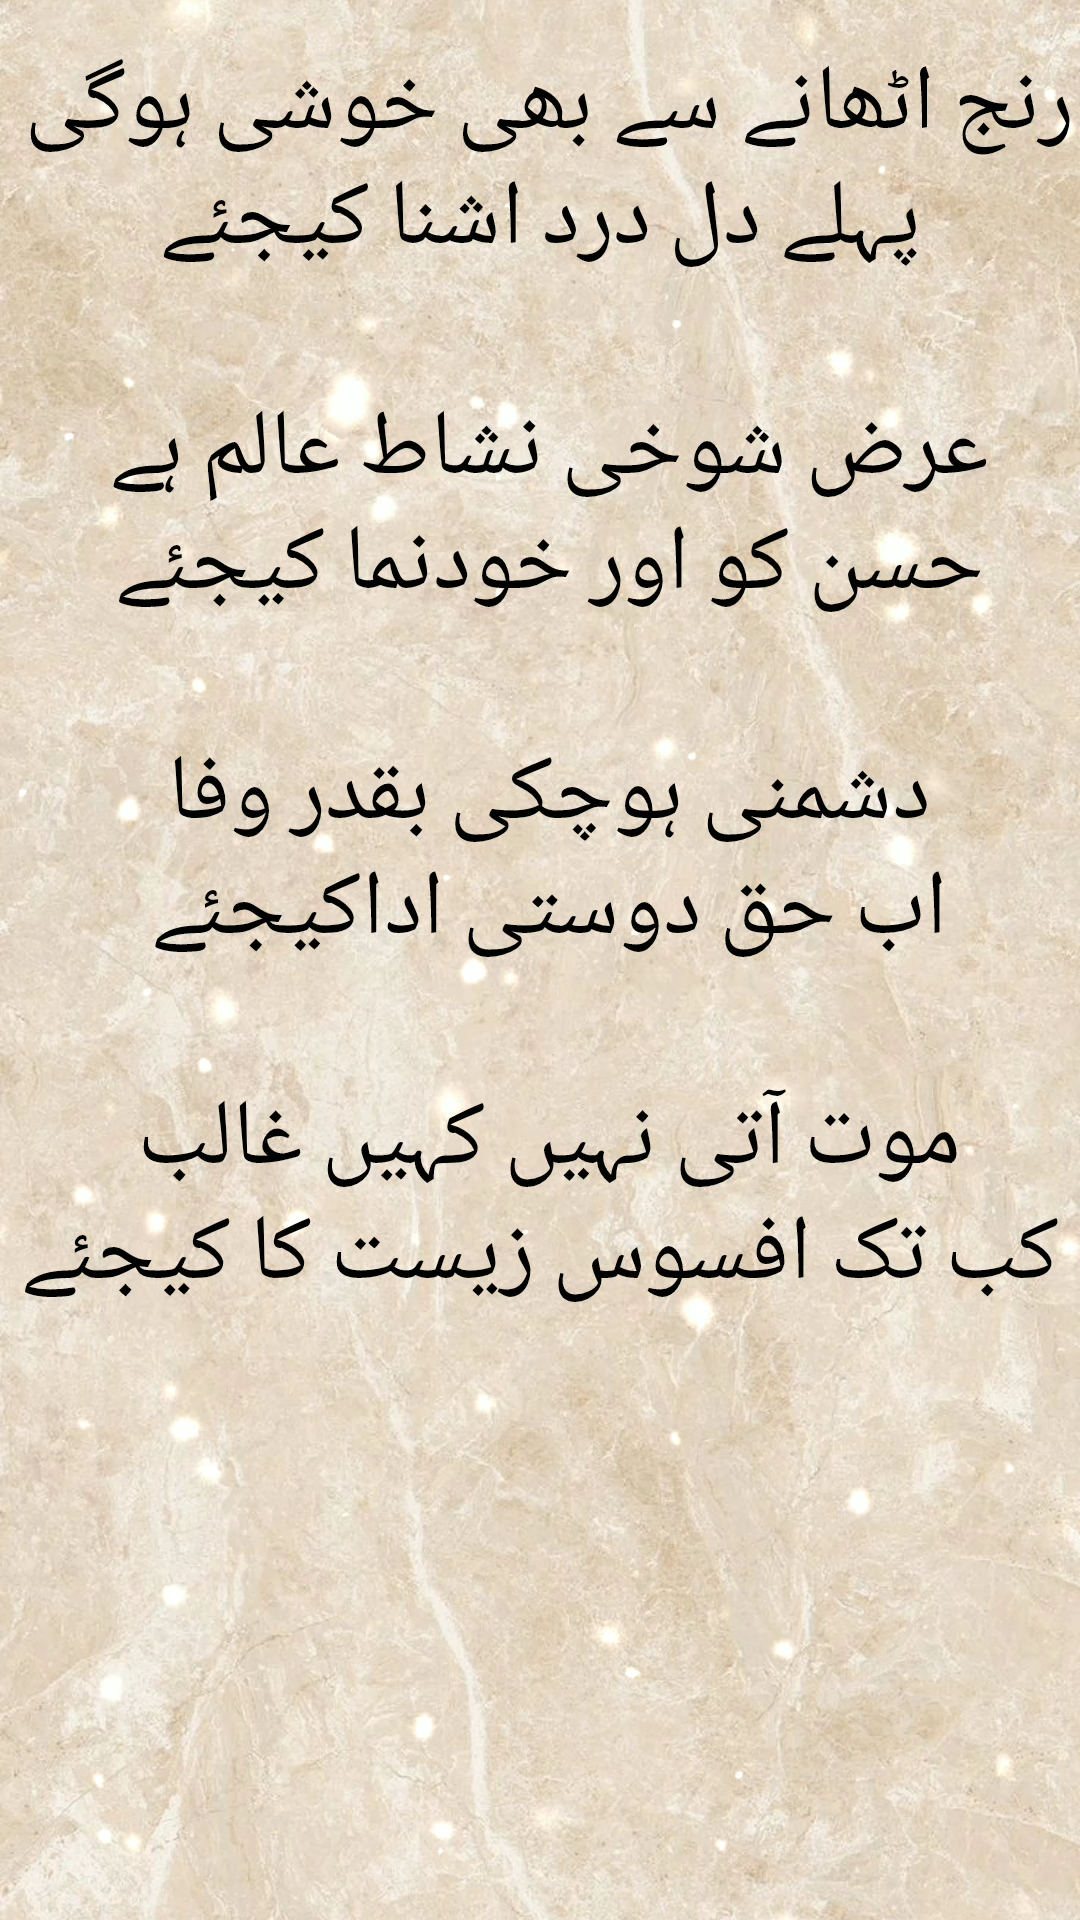 رنج اٹھانے سے بھی خوشی ہوگی
پہلے دل درد اشنا کیجئے
عرض شوخی نشاط عالم ہے
حسن کو اور خودنما کیجئے
دشمنی ہوچکی بقدر وفا
اب حق دوستی اداکیجئے
موت آتی نہیں کہیں غالب
کب تک افسوس زیست کا کیجئے